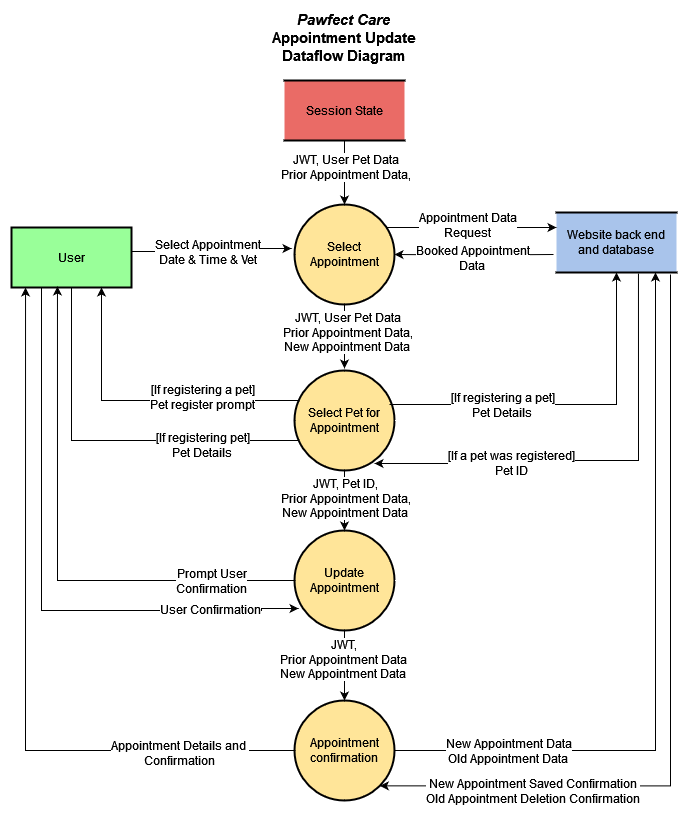 Pawfect Care
Appointment Update
Dataflow Diagram
Session State
JWT, User Pet Data
Prior Appointment Data,
User
Select Appointment
Date & Time & Vet
Select
Appointment
Appointment Data
Request
Booked Appointment
Data
Website back end
and database
JWT, User Pet Data
Prior Appointment Data,
New Appointment Data
[If registering a pet]
Pet register prompt
Select Pet for
Appointment
[If registering a pet]
Pet Details
[If registering pet]
Pet Details
[If a pet was registered]
Pet ID
JWT, Pet ID,
Prior Appointment Data,
New Appointment Data
Prompt User
Confirmation
Update
Appointment
User Confirmation
JWT,
Prior Appointment Data
New Appointment Data
Appointment Details and
Confirmation
Appointment
confirmation
New Appointment Data
Old Appointment Data
New Appointment Saved Confirmation
Old Appointment Deletion Confirmation